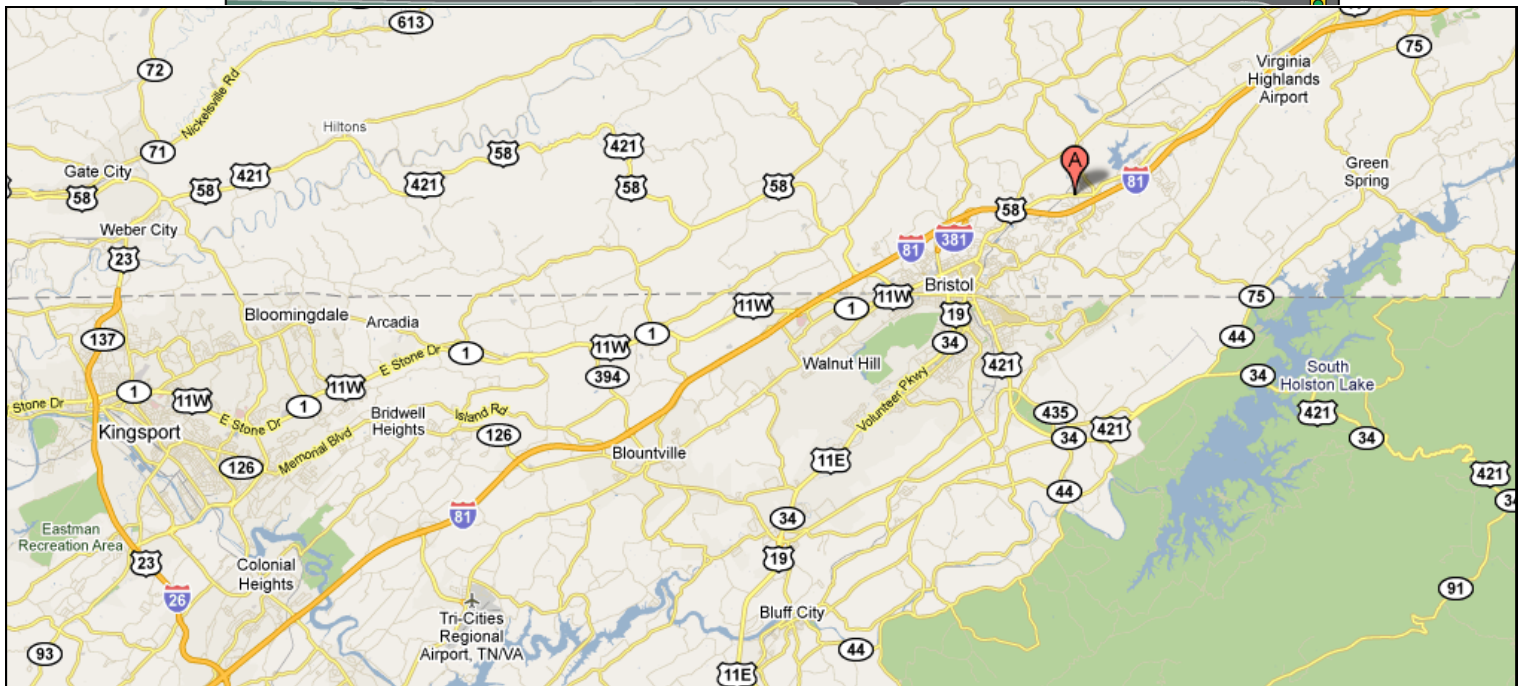 613
72
75
Virginia
Highlands
Airport
Nickelsville Rd
Hiltons
421
58
71
Gate City
58
421
58
421
58
58
A
81
Green
Spring
58
Weber City
23
81
381
Bristol
75
11W
11W
1
19
Bloomingdale
Arcadia
137
1
11W
1
E Stone Dr
34
44
Walnut Hill
421
394
South
Holston Lake
34
421
1
11W
11W
1
Stone Dr
E Stone Dr
Volunteer Pkwy
Bridwell
Heights
Island Rd
435
421
34
34
Kingsport
126
Memorial Blvd
126
Blountville
11E
421
34
44
81
34
Eastman
Recreation Area
23
Colonial
Heights
19
26
91
Tri-Cities
Regional
Airport, TN/VA
Bluff City
93
44
11E